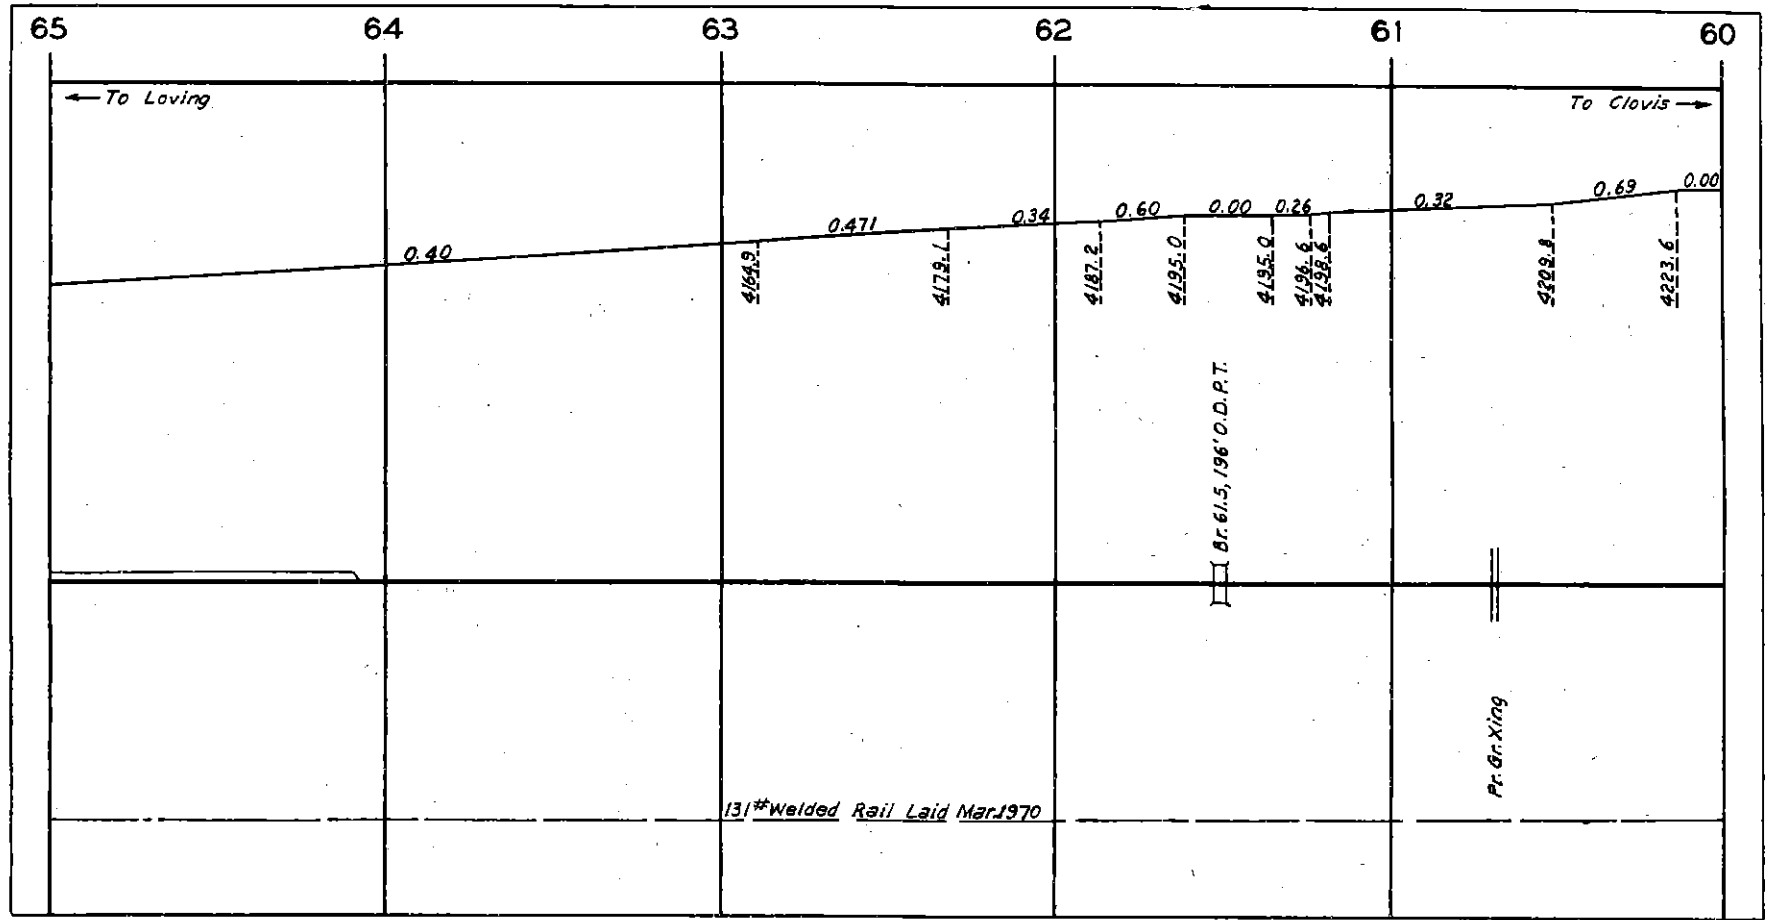 65 64 63 62 61 60
← To Loving To Clovis →
0.40 0.471 0.34 0.60 0.00 0.26 0.32 0.69 0.00
4164.9 4179.1 4187.2 4195.0 4195.0 4196.6 4198.6 4209.8 4223.6
Br. 61.5, 196' O.D.P.T.
Pr. Gr. Xing
131# Welded Rail Laid Mar. 1970